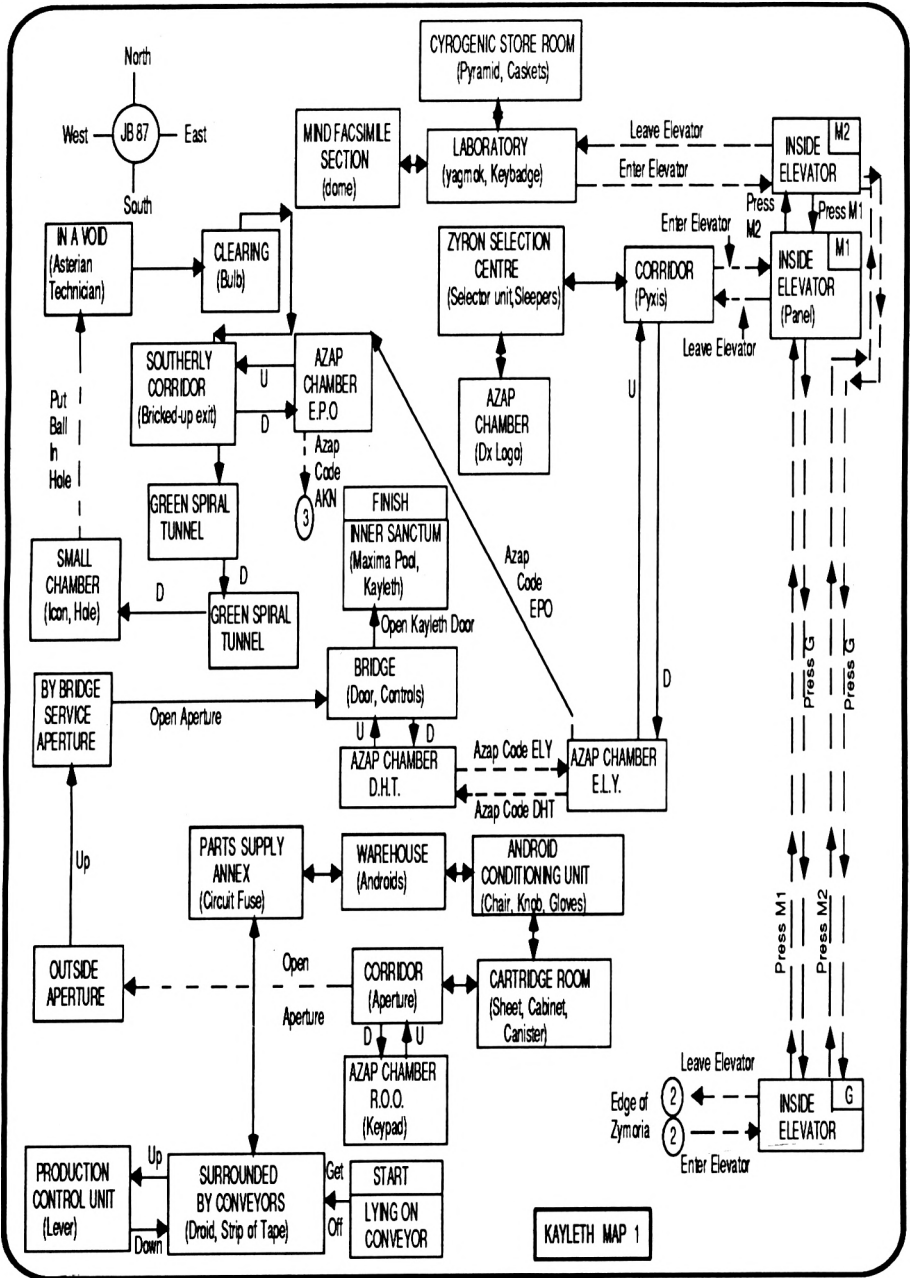 CYROGENIC STORE ROOM
(Pyramid, Caskets)
North
West
JB 87
East
South
MIND FACSIMILE
SECTION
(dome)
LABORATORY
(yagmok, Keybadge)
Leave Elevator
Enter Elevator
M2
INSIDE
ELEVATOR
Press
M2
Press M1
IN A VOID
(Asterian
Technician)
CLEARING
(Bulb)
ZYRON SELECTION
CENTRE
(Selector unit,Sleepers)
CORRIDOR
(Pyxis)
Enter Elevator
Leave Elevator
M1
INSIDE
ELEVATOR
(Panel)
SOUTHERLY
CORRIDOR
(Bricked-up exit)
U
D
AZAP
CHAMBER
E.P.O
AZAP
CHAMBER
(Dx Logo)
U
Put
Ball
In
Hole
Azap
Code
AKN
3
GREEN SPIRAL
TUNNEL
FINISH
INNER SANCTUM
(Maxima Pool,
Kayleth)
SMALL
CHAMBER
(Icon, Hole)
D
D
GREEN SPIRAL
TUNNEL
Azap
Code
EPO
Open Kayleth Door
BY BRIDGE
SERVICE
APERTURE
Open Aperture
BRIDGE
(Door, Controls)
D
Press G
Press G
U
D
AZAP CHAMBER
D.H.T.
Azap Code ELY
Azap Code DHT
AZAP CHAMBER
E.L.Y.
Up
PARTS SUPPLY
ANNEX
(Circuit Fuse)
WAREHOUSE
(Androids)
ANDROID
CONDITIONING UNIT
(Chair, Knob, Gloves)
Press M1
Press M2
OUTSIDE
APERTURE
Open
Aperture
CORRIDOR
(Aperture)
CARTRIDGE ROOM
(Sheet, Cabinet,
Canister)
D
U
AZAP CHAMBER
R.O.O.
(Keypad)
Edge of
Zymoria
2
2
Leave Elevator
Enter Elevator
G
INSIDE
ELEVATOR
PRODUCTION
CONTROL UNIT
(Lever)
Up
Down
SURROUNDED
BY CONVEYORS
(Droid, Strip of Tape)
Get
Off
START
LYING ON
CONVEYOR
KAYLETH MAP 1